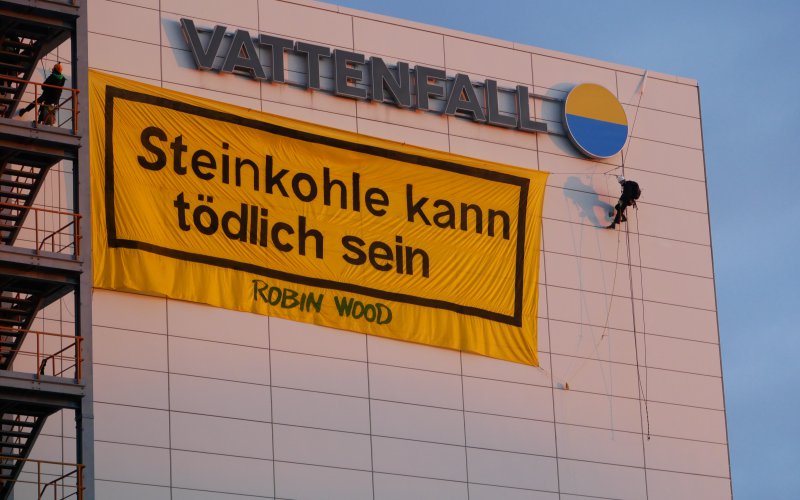 VATTENFALL
Steinkohle kann
tödlich sein
ROBIN WOOD